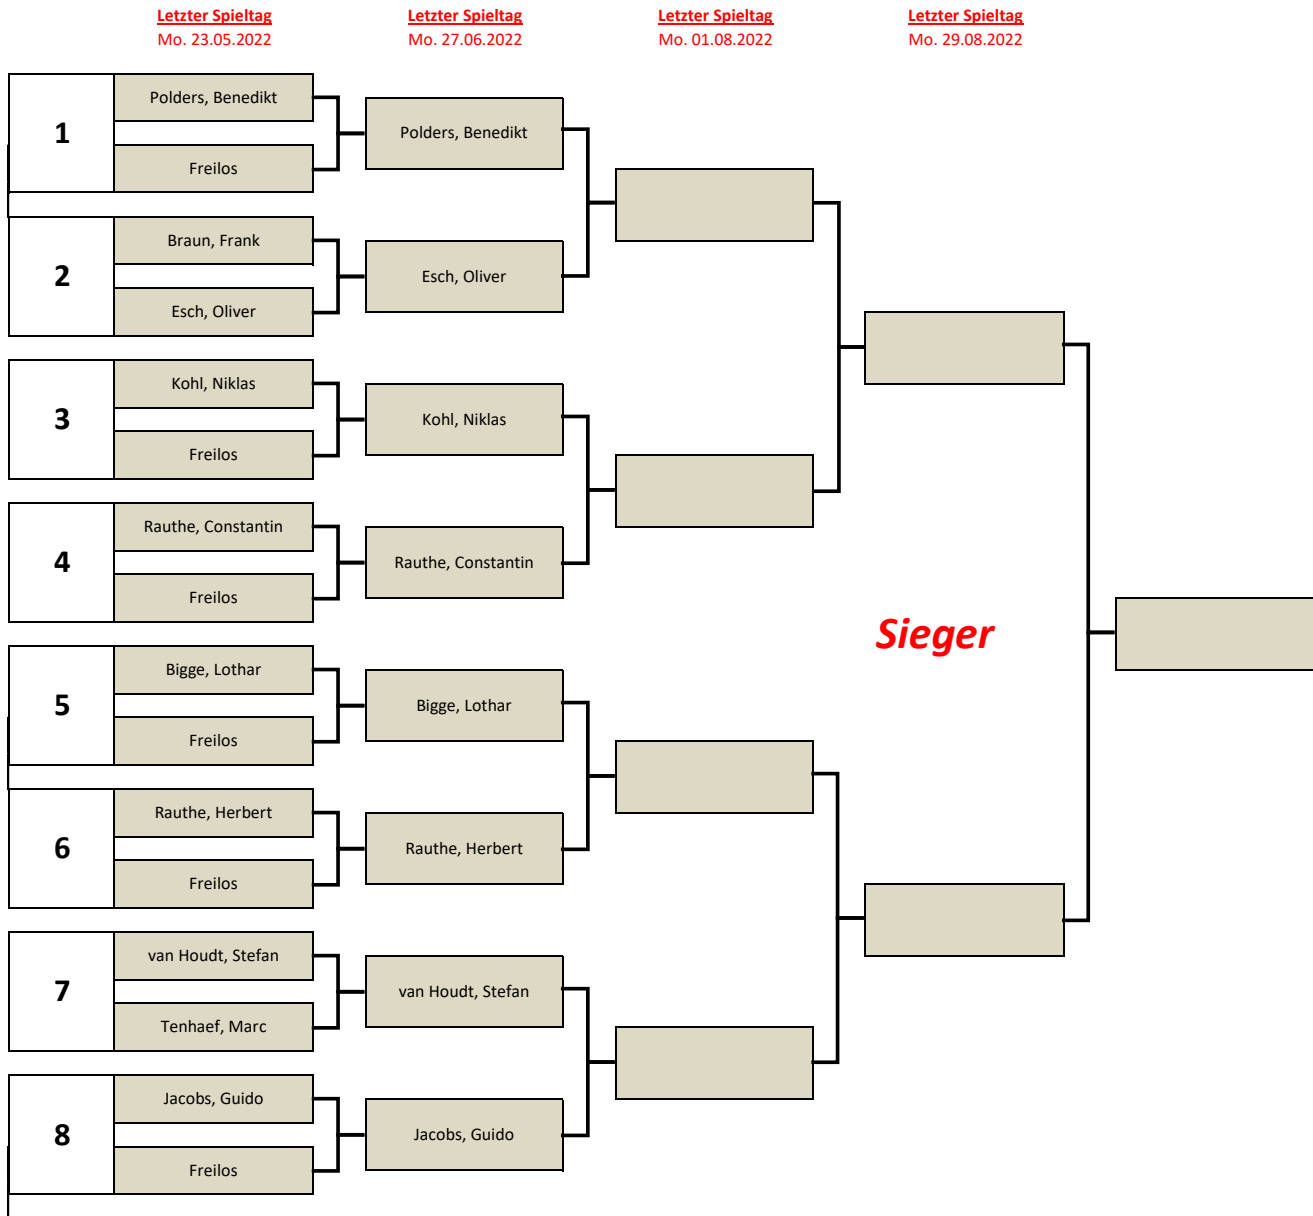 Letzter Spieltag Letzter Spieltag Letzter Spieltag Letzter Spieltag
Mo. 23.05.2022 Mo. 27.06.2022 Mo. 01.08.2022 Mo. 29.08.2022
1
Polders, Benedikt
Freilos
Polders, Benedikt
2
Braun, Frank
Esch, Oliver
Esch, Oliver
3
Kohl, Niklas
Freilos
Kohl, Niklas
4
Rauthe, Constantin
Freilos
Rauthe, Constantin
Sieger
5
Bigge, Lothar
Freilos
Bigge, Lothar
6
Rauthe, Herbert
Freilos
Rauthe, Herbert
7
van Houdt, Stefan
Tenhaef, Marc
van Houdt, Stefan
8
Jacobs, Guido
Freilos
Jacobs, Guido